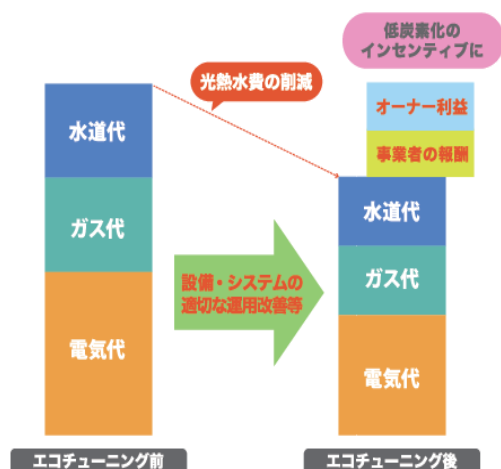 低炭素化の
インセンティブに
光熱水費の削減
オーナー利益
事業者の報酬
水道代
ガス代
電気代
設備・システムの
適切な運用改善等
水道代
ガス代
電気代
エコチューニング前
エコチューニング後